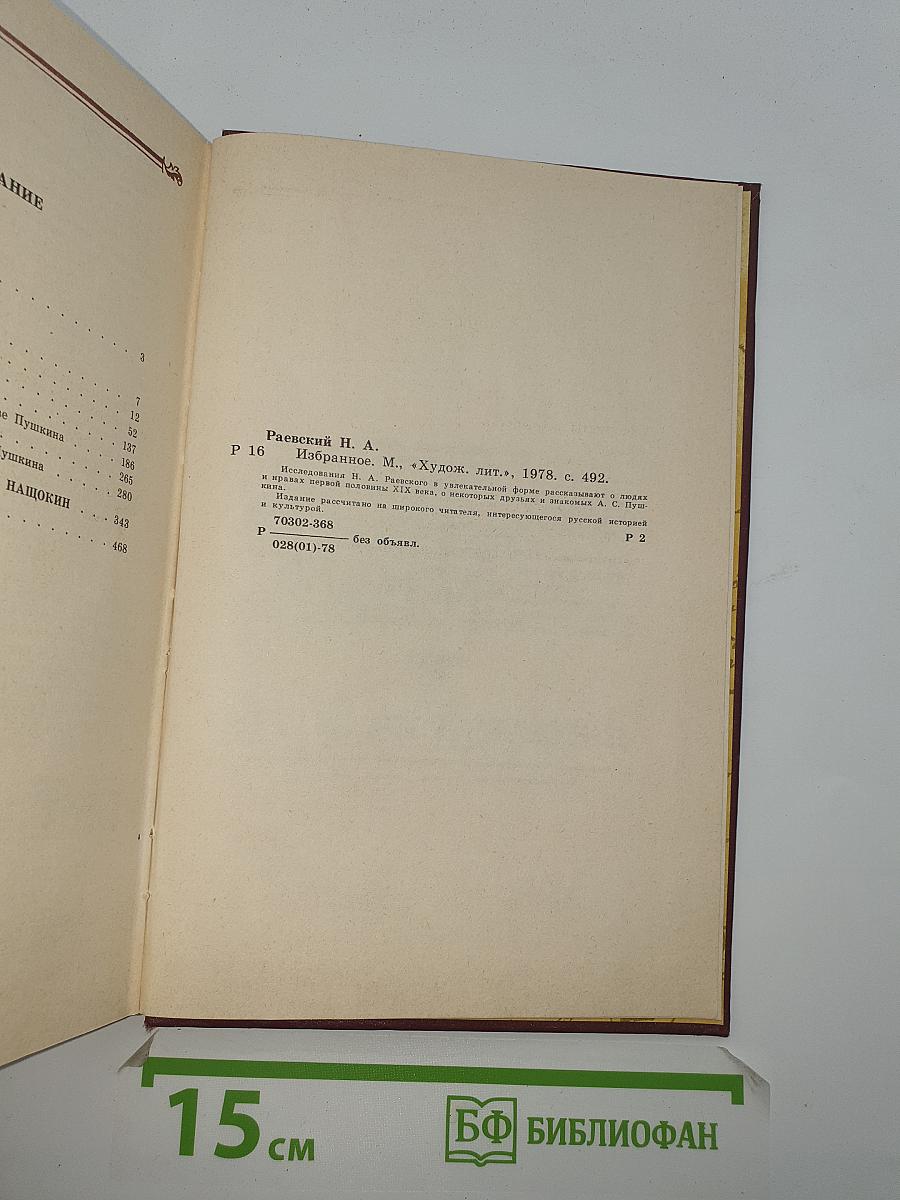 АНИЕ
3
7
12
52
е Пушкина 137
186
ушкина 265
280
НАЩОКИН 343
468
Раевский Н. А.
Р 16 Избранное. М., «Худож. лит.», 1978. с. 492.
Исследования Н. А. Раевского в увлекательной форме рассказывают о людях
и нравах первой половины XIX века, о некоторых друзьях и знакомых А. С. Пуш-
кина.
Издание рассчитано на широкого читателя, интересующегося русской историей
и культурой.
70302-368
Р без объявл. Р 2
028(01)-78
15 см
БФ БИБЛИОФАН